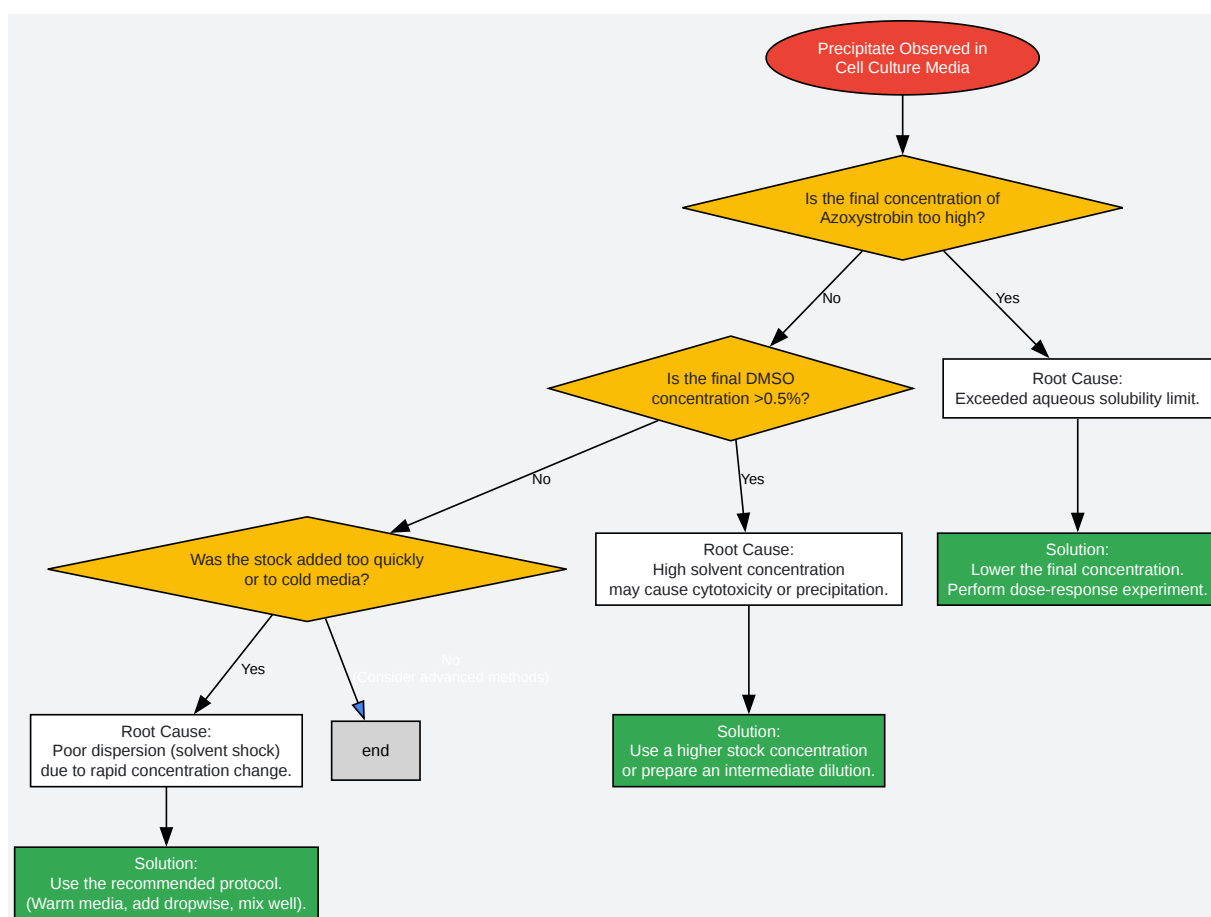 Precipitate Observed in
Cell Culture Media
Is the final concentration of
Azoxystrobin too high?
No
Yes
Is the final DMSO
concentration >0.5%?
Root Cause:
Exceeded aqueous solubility limit.
No
Yes
Was the stock added too quickly
or to cold media?
Root Cause:
High solvent concentration
may cause cytotoxicity or precipitation.
Solution:
Lower the final concentration.
Perform dose-response experiment.
Yes
No
(Consider advanced methods)
Root Cause:
Poor dispersion (solvent shock)
due to rapid concentration change.
end
Solution:
Use a higher stock concentration
or prepare an intermediate dilution.
Solution:
Use the recommended protocol.
(Warm media, add dropwise, mix well).